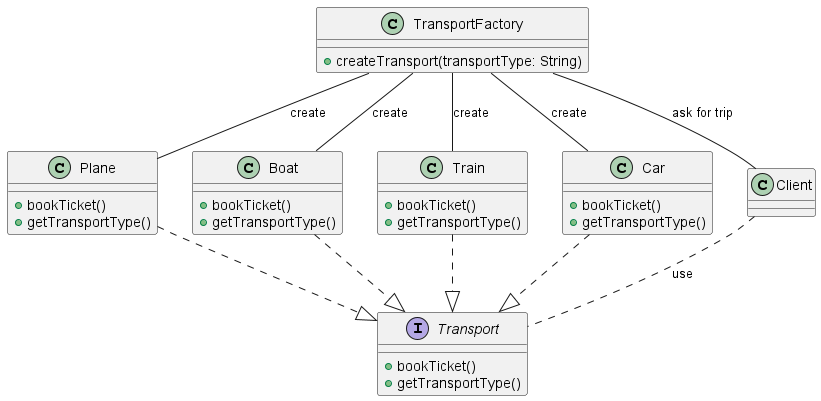 C TransportFactory
createTransport(transportType: String)
create
create
create
create
ask for trip
C Plane
bookTicket()
getTransportType()
C Boat
bookTicket()
getTransportType()
C Train
bookTicket()
getTransportType()
C Car
bookTicket()
getTransportType()
C Client
use
I Transport
bookTicket()
getTransportType()